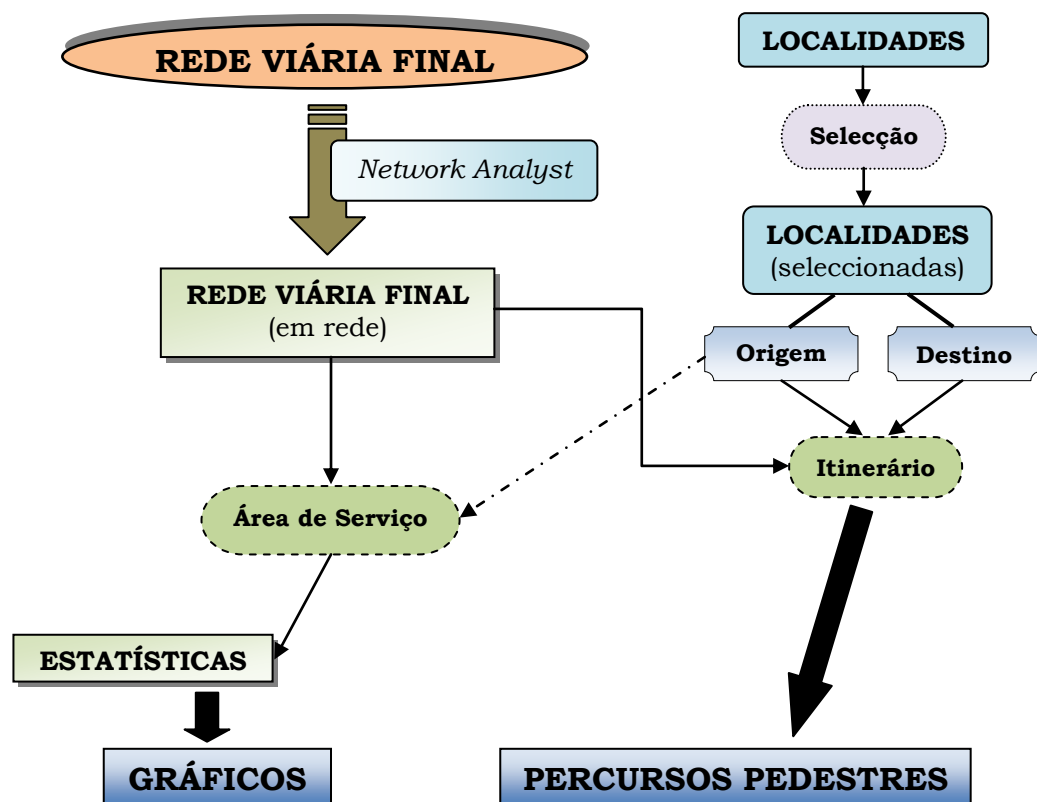 REDE VIÁRIA FINAL
LOCALIDADES
Selecção
Network Analyst
LOCALIDADES
(seleccionadas)
REDE VIÁRIA FINAL
(em rede)
Origem
Destino
Itinerário
Área de Serviço
ESTATÍSTICAS
GRÁFICOS
PERCURSOS PEDESTRES